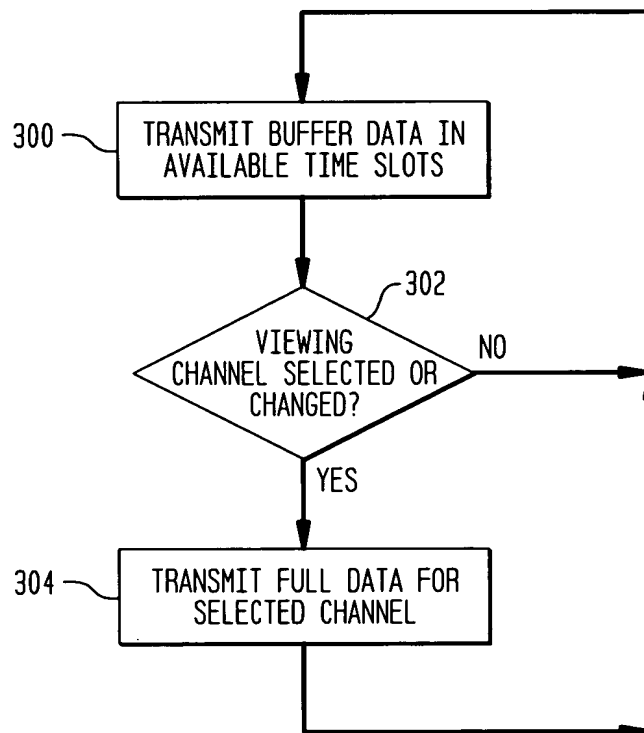 300
TRANSMIT BUFFER DATA IN
AVAILABLE TIME SLOTS
302
VIEWING
CHANNEL SELECTED OR
CHANGED?
NO
YES
304
TRANSMIT FULL DATA FOR
SELECTED CHANNEL